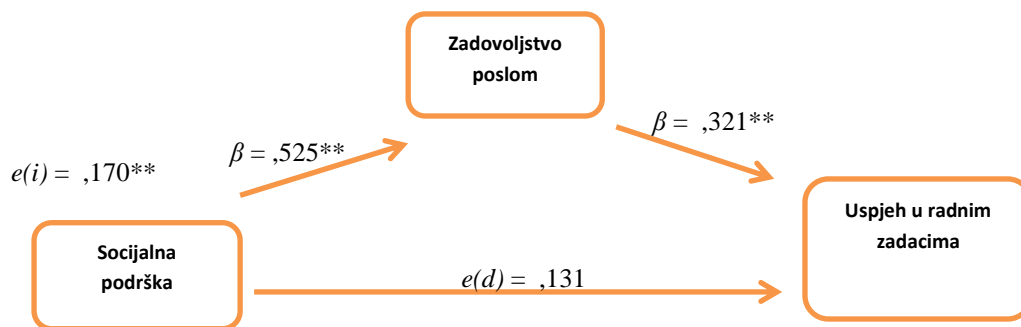 Zadovoljstvo
poslom
β = ,321**
β = ,525**
e(i) = ,170**
Uspjeh u radnim
zadacima
Socijalna
podrška
e(d) = ,131